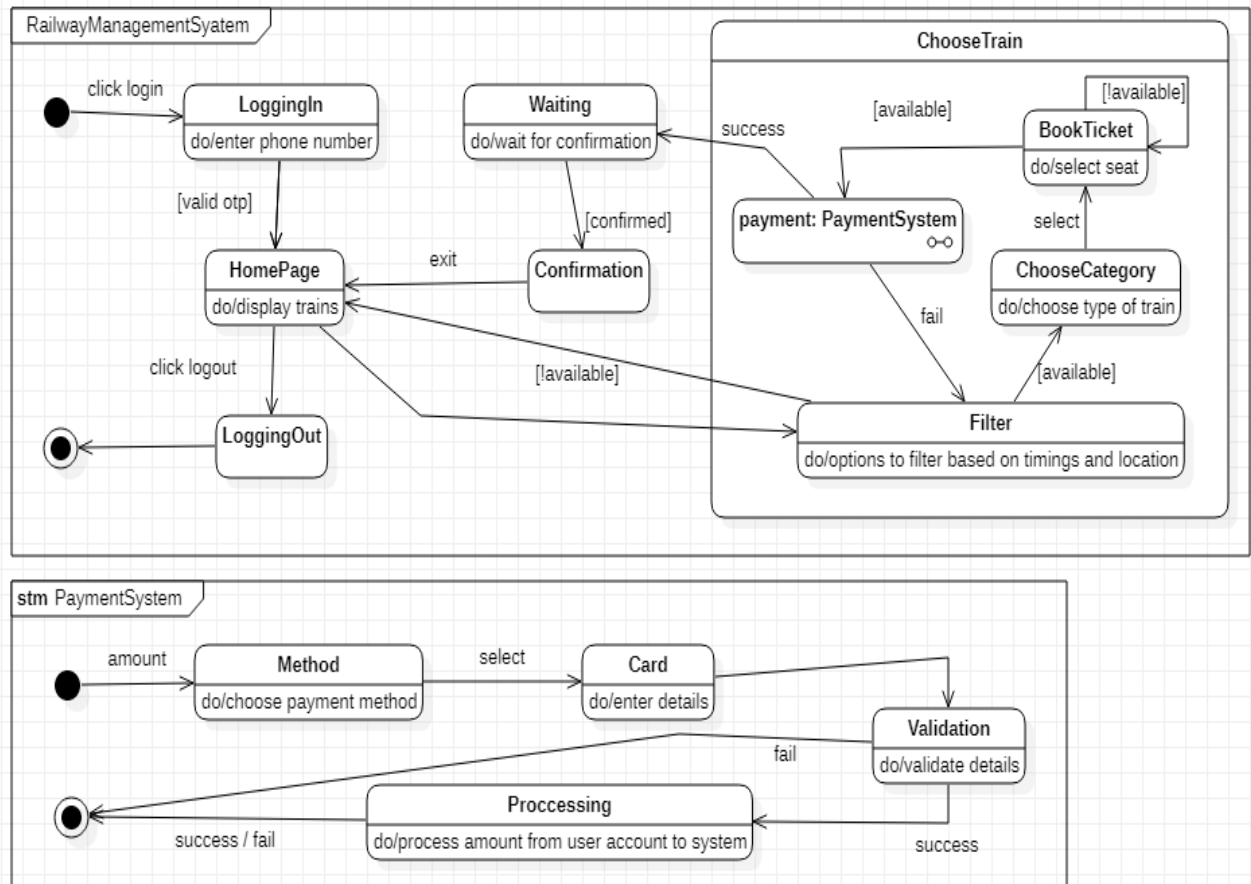 RailwayManagementSyatem
ChooseTrain
click login
LoggingIn
do/enter phone number
Waiting
do/wait for confirmation
success
[available]
[!available]
BookTicket
do/select seat
[valid otp]
payment: PaymentSystem
[confirmed]
select
HomePage
do/display trains
exit
Confirmation
ChooseCategory
do/choose type of train
fail
click logout
[!available]
[available]
LoggingOut
Filter
do/options to filter based on timings and location
stm PaymentSystem
amount
Method
do/choose payment method
select
Card
do/enter details
Validation
do/validate details
fail
Proccessing
do/process amount from user account to system
success / fail
success